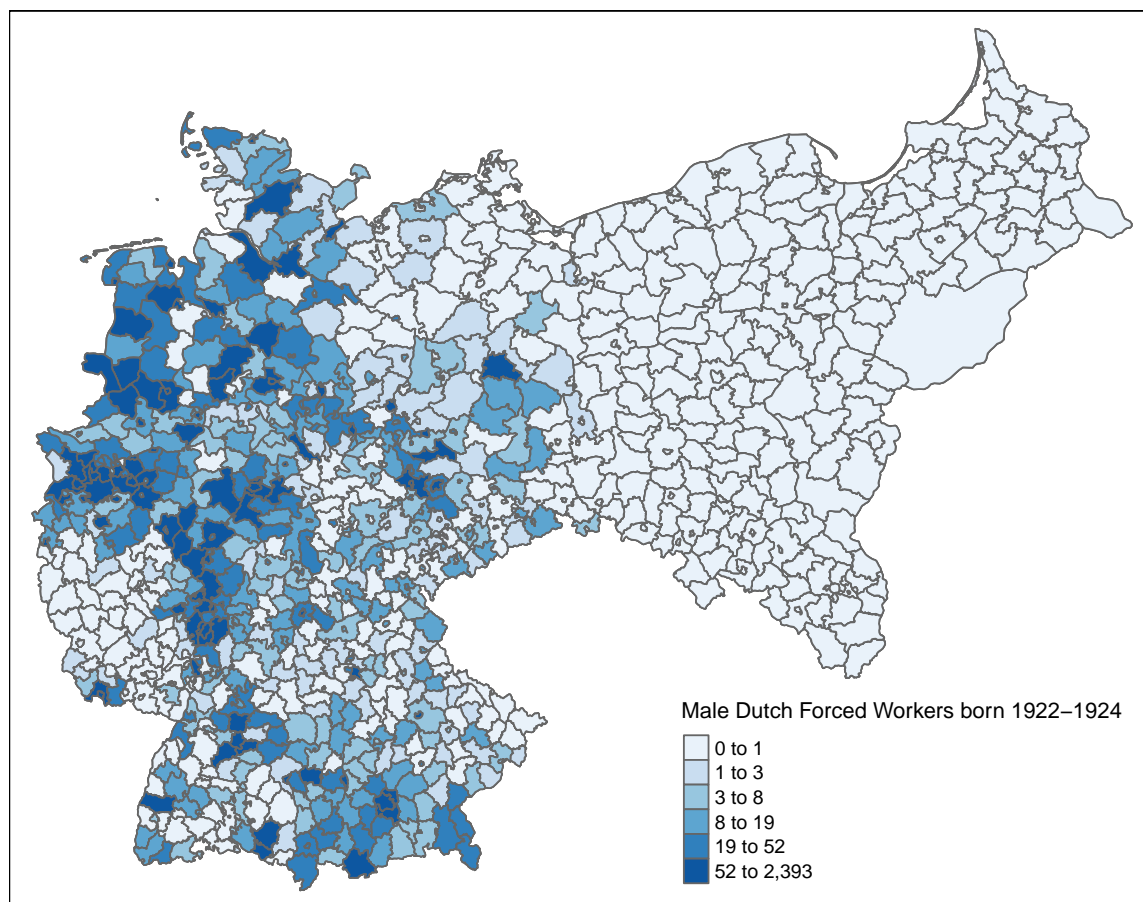 Male Dutch Forced Workers born 1922–1924
0 to 1
1 to 3
3 to 8
8 to 19
19 to 52
52 to 2,393